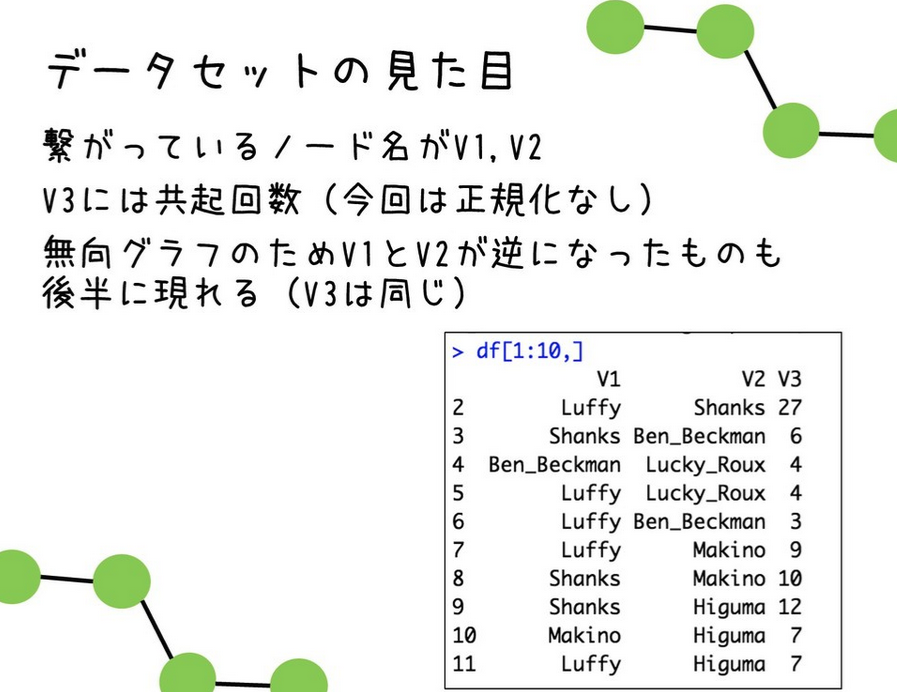 データセットの見た目
繋がっているノード名がV1, V2
V3には共起回数（今回は正規化なし）
無向グラフのためV1とV2が逆になったものも
後半に現れる（V3は同じ）
> df[1:10,]
V1 V2 V3
2 Luffy Shanks 27
3 Shanks Ben_Beckman 6
4 Ben_Beckman Lucky_Roux 4
5 Luffy Lucky_Roux 4
6 Luffy Ben_Beckman 3
7 Luffy Makino 9
8 Shanks Makino 10
9 Shanks Higuma 12
10 Makino Higuma 7
11 Luffy Higuma 7